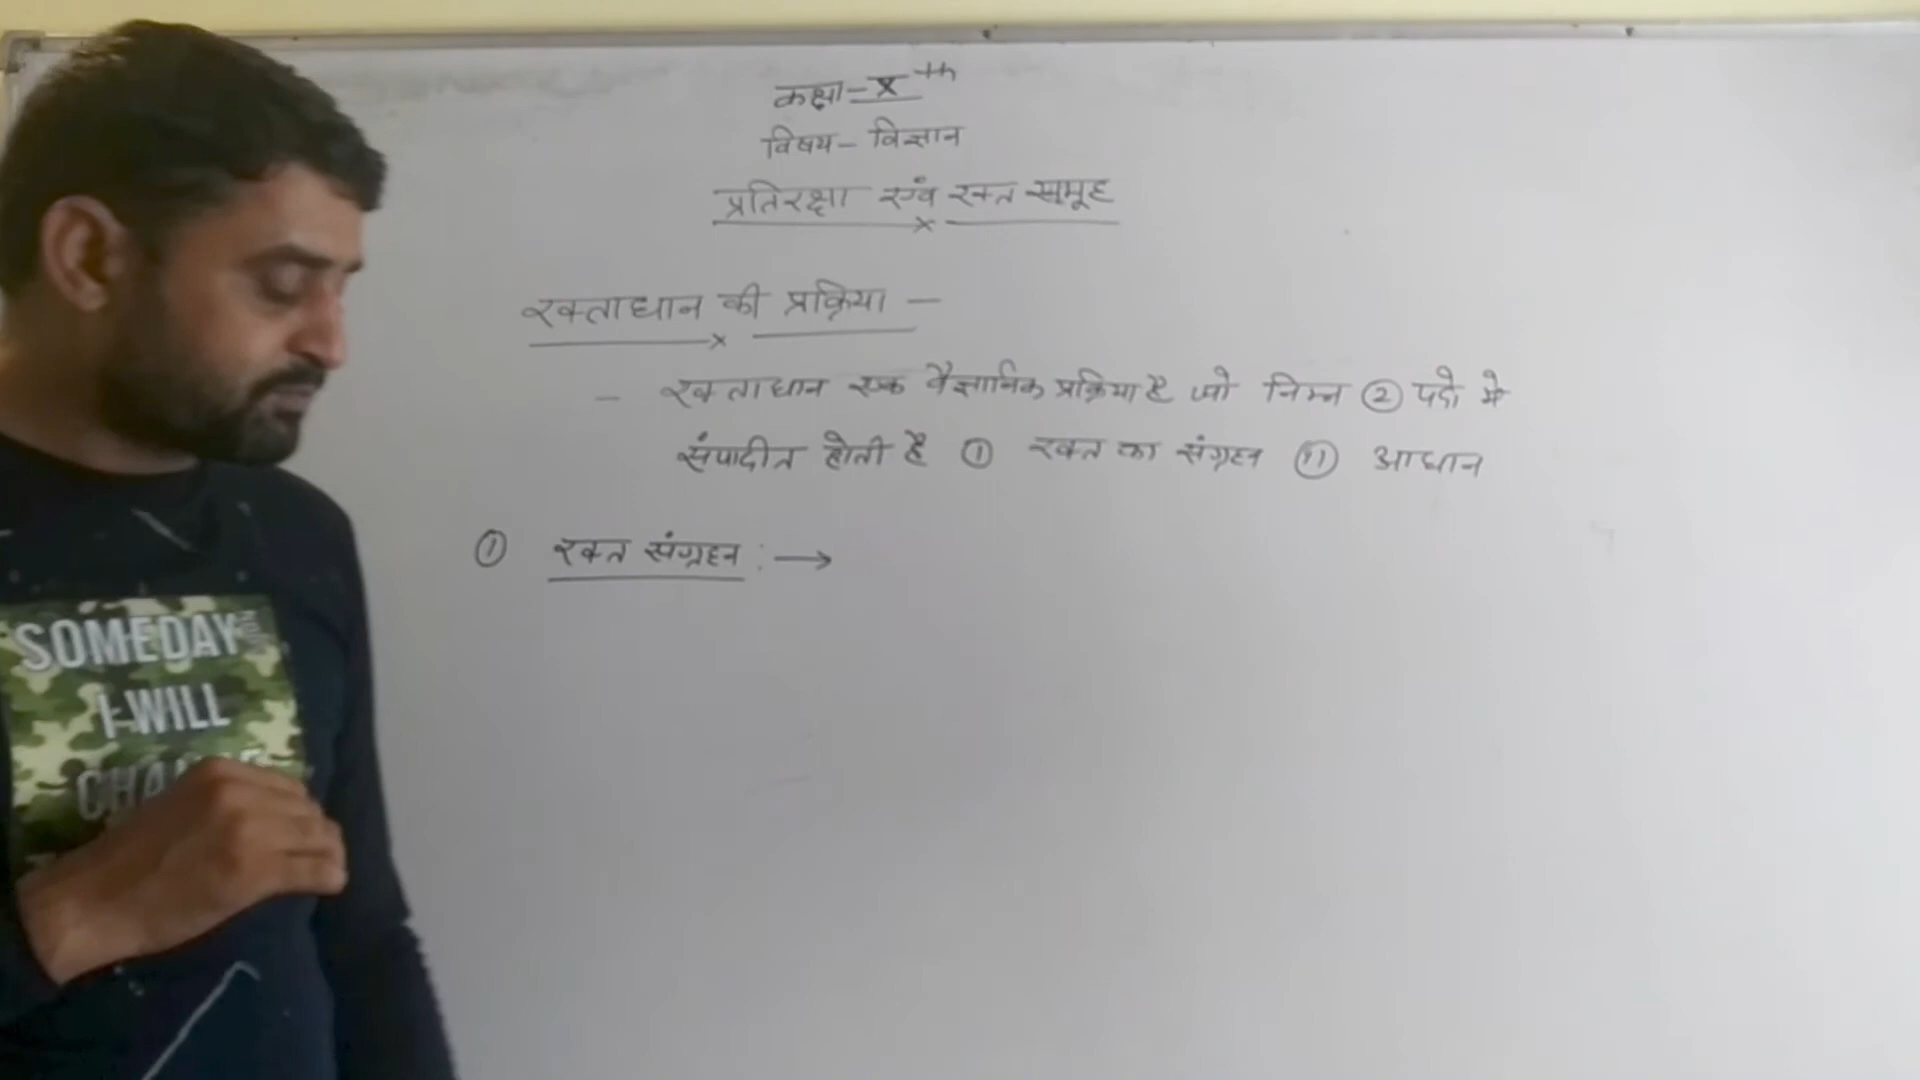 कक्षा - X th
विषय - विज्ञान
प्रतिरक्षा एवं रक्त समूह
रक्ताधान की प्रक्रिया -
- रक्ताधान एक वैज्ञानिक प्रक्रिया है जो निम्न ② पदो मे
संपादीत होती है ① रक्त का संग्रहन ⑪ आधान
① रक्त संग्रहन : →
SOMEDAY
I WILL